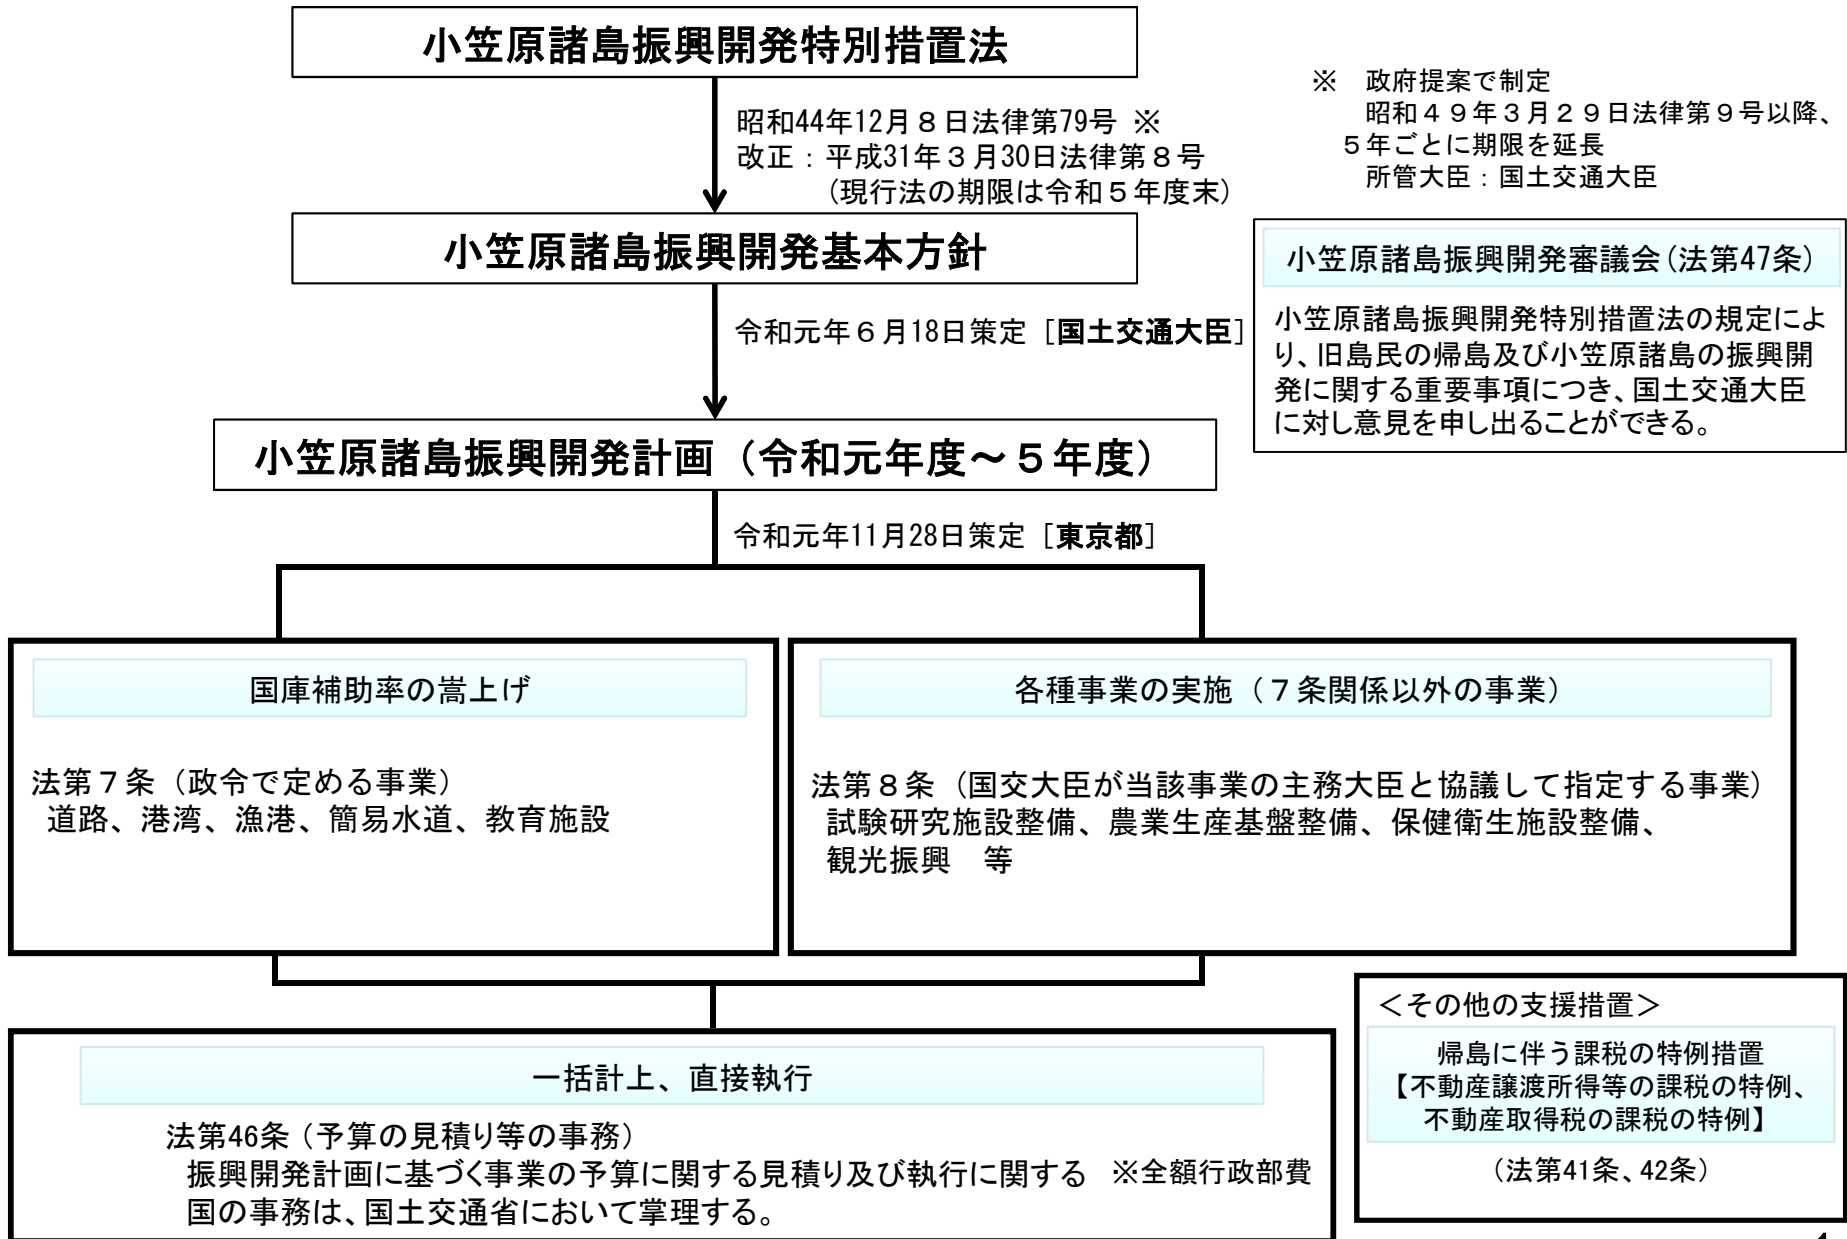 小笠原諸島振興開発特別措置法
昭和44年12月８日法律第79号 ※
改正：平成31年３月30日法律第８号
(現行法の期限は令和５年度末)
※　政府提案で制定
昭和４９年３月２９日法律第９号以降、
５年ごとに期限を延長
所管大臣：国土交通大臣
小笠原諸島振興開発基本方針
令和元年６月18日策定［国土交通大臣］
小笠原諸島振興開発審議会(法第47条)
小笠原諸島振興開発特別措置法の規定によ
り、旧島民の帰島及び小笠原諸島の振興開
発に関する重要事項につき、国土交通大臣
に対し意見を申し出ることができる。
小笠原諸島振興開発計画（令和元年度～５年度）
令和元年11月28日策定［東京都］
国庫補助率の嵩上げ
法第７条（政令で定める事業）
道路、港湾、漁港、簡易水道、教育施設
各種事業の実施（７条関係以外の事業）
法第８条（国交大臣が当該事業の主務大臣と協議して指定する事業）
試験研究施設整備、農業生産基盤整備、保健衛生施設整備、
観光振興　等
一括計上、直接執行
法第46条（予算の見積り等の事務）
振興開発計画に基づく事業の予算に関する見積り及び執行に関する　※全額行政部費
国の事務は、国土交通省において掌理する。
＜その他の支援措置＞
帰島に伴う課税の特例措置
【不動産譲渡所得等の課税の特例、
不動産取得税の課税の特例】
（法第41条、42条）